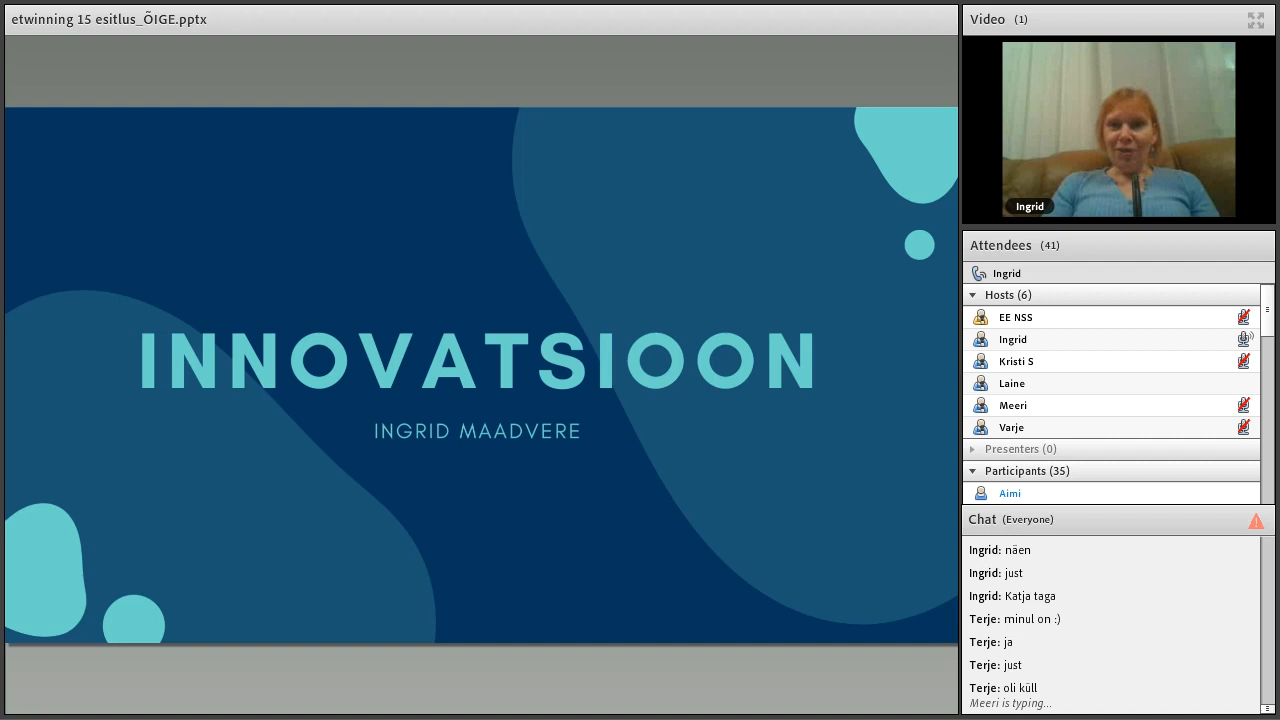 etwinning 15 esitlus_ÕIGE.pptx
INNOVATSIOON
INGRID MAADVERE
Video (1)
Ingrid
Attendees (41)
Ingrid
Hosts (6)
EE NSS
Ingrid
Kristi S
Laine
Meeri
Varje
Presenters (0)
Participants (35)
Aimi
Chat (Everyone)
Ingrid: näen
Ingrid: just
Ingrid: Katja taga
Terje: minul on :)
Terje: ja
Terje: just
Terje: oli küll
Meeri is typing...